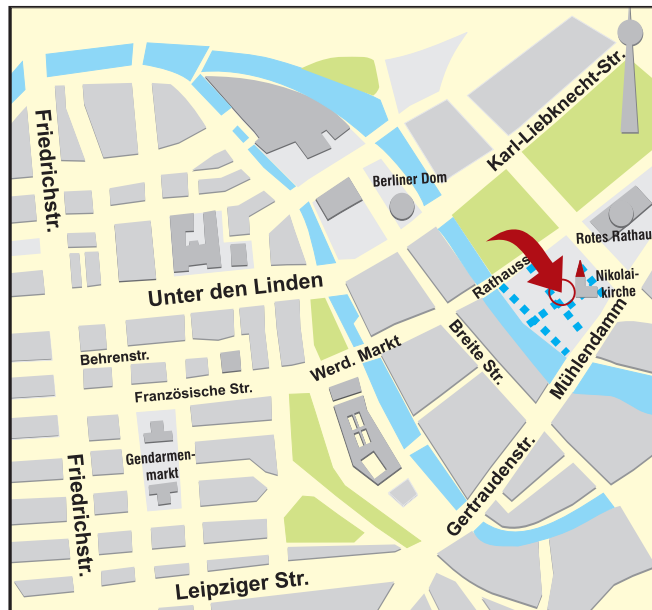 Karl-Liebknecht-Str.
Friedrichstr.
Berliner Dom
Rotes Rathau
Rathauss
Nikolai-
kirche
Unter den Linden
Mühlendamm
Breite Str.
Werd. Markt
Behrenstr.
Französische Str.
Gendarmen-
markt
Friedrichstr.
Gertraudenstr.
Leipziger Str.